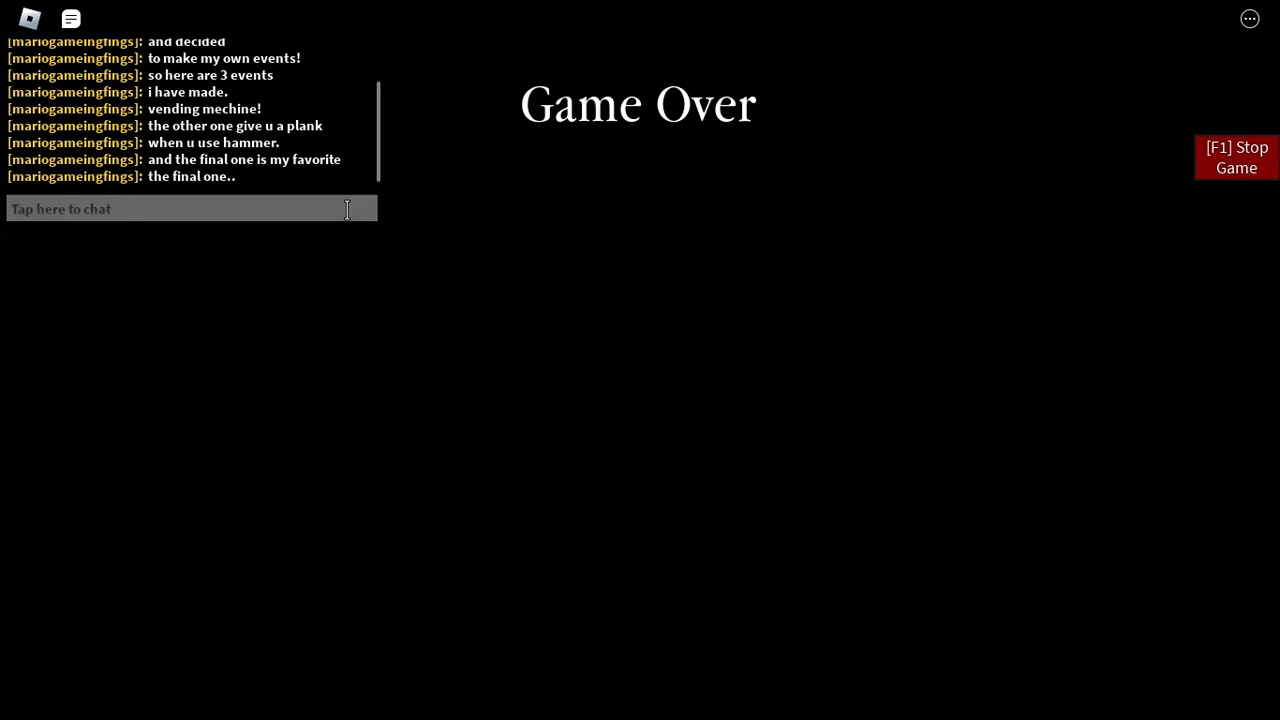 [mariogameingfings]: and decided
[mariogameingfings]: to make my own events!
[mariogameingfings]: so here are 3 events
[mariogameingfings]: i have made.
[mariogameingfings]: vending mechine!
[mariogameingfings]: the other one give u a plank
[mariogameingfings]: when u use hammer.
[mariogameingfings]: and the final one is my favorite
[mariogameingfings]: the final one..
Tap here to chat
Game Over
[F1] Stop
Game